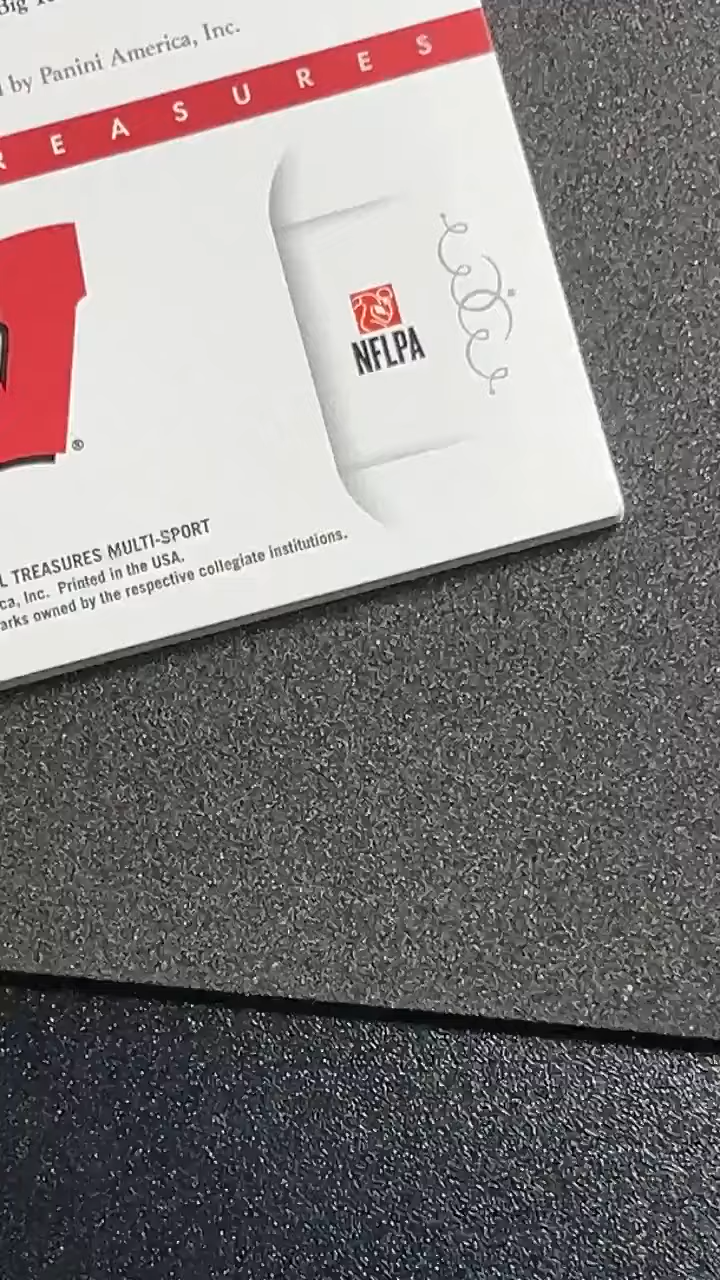 Big
by Panini America, Inc.
REASURES
NFLPA
®
L TREASURES MULTI-SPORT
ca, Inc. Printed in the USA.
arks owned by the respective collegiate institutions.